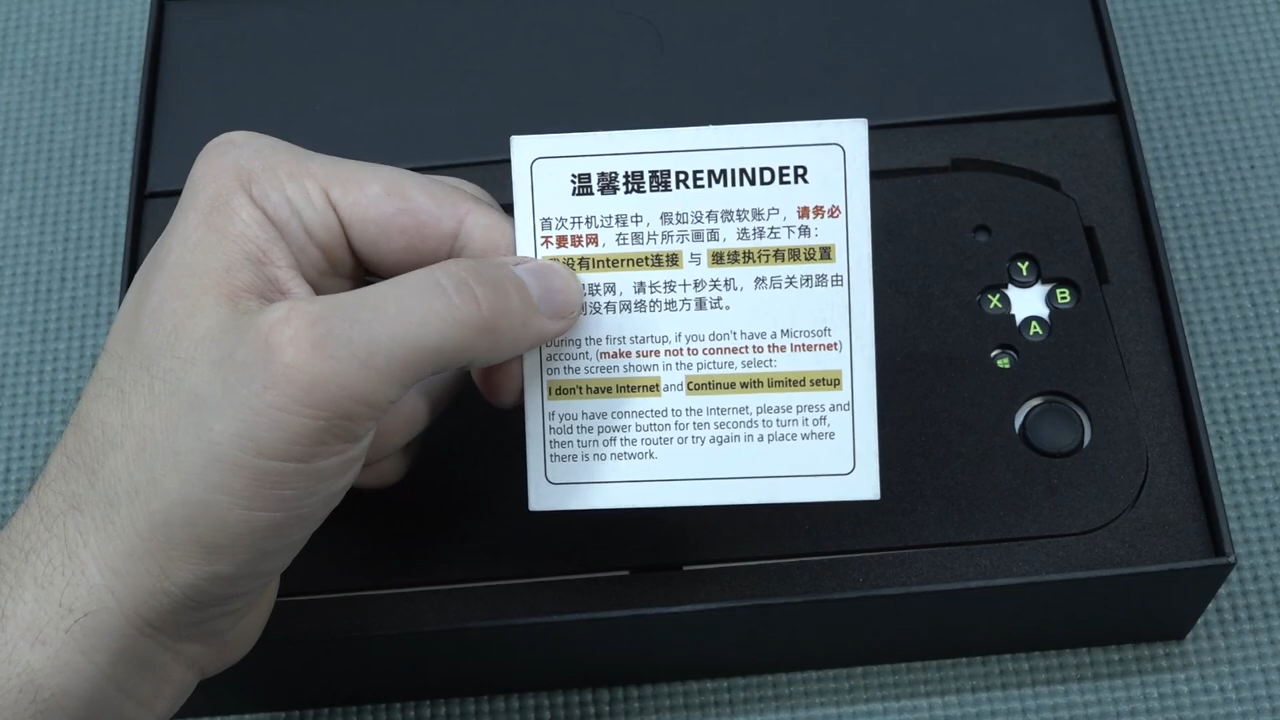 温馨提醒REMINDER
首次开机过程中，假如没有微软账户，请务必
不要联网，在图片所示画面，选择左下角：
没有Internet连接 与 继续执行有限设置
联网，请长按十秒关机，然后关闭路由
没有网络的地方重试。
During the first startup, if you don't have a Microsoft
account, (make sure not to connect to the Internet)
on the screen shown in the picture, select:
I don't have Internet and Continue with limited setup
If you have connected to the Internet, please press and
hold the power button for ten seconds to turn it off,
then turn off the router or try again in a place where
there is no network.
Y
X
B
A